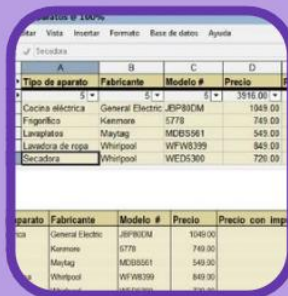 aparatos @ 100%
Vista Insertar Formato Base de datos Ayuda
Secadora
A B C D
Tipo de aparato Fabricante Modelo # Precio
5 5 5 3916.00
Cocina eléctrica General Electric JBP80DM 1049.00
Frigorífico Kenmore 5778 749.00
Lavaplatos Maytag MDBS561 549.00
Lavadora de ropa Whirlpool WFW8399 849.00
Secadora Whirlpool WED5300 720.00
aparato Fabricante Modelo # Precio Precio con
General Electric JBP80DM 1049.00
Kenmore 5778 749.00
Maytag MDBS561 549.00
Whirlpool WFW8399 849.00